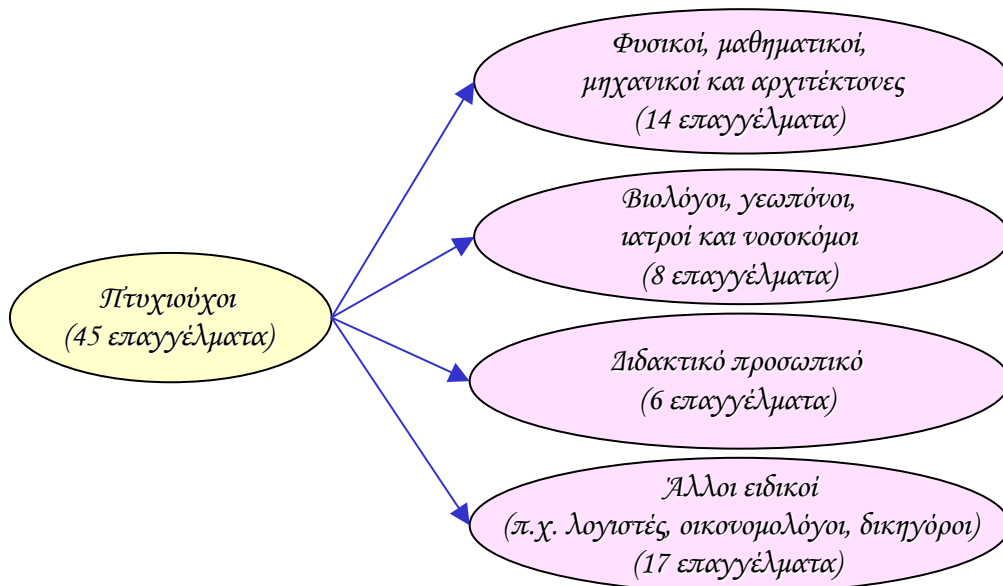 Φυσικοί, μαθηματικοί,
μηχανικοί και αρχιτέκτονες
(14 επαγγέλματα)
Βιολόγοι, γεωπόνοι,
ιατροί και νοσοκόμοι
(8 επαγγέλματα)
Πτυχιούχοι
(45 επαγγέλματα)
Διδακτικό προσωπικό
(6 επαγγέλματα)
Άλλοι ειδικοί
(π.χ. λογιστές, οικονομολόγοι, δικηγόροι)
(17 επαγγέλματα)